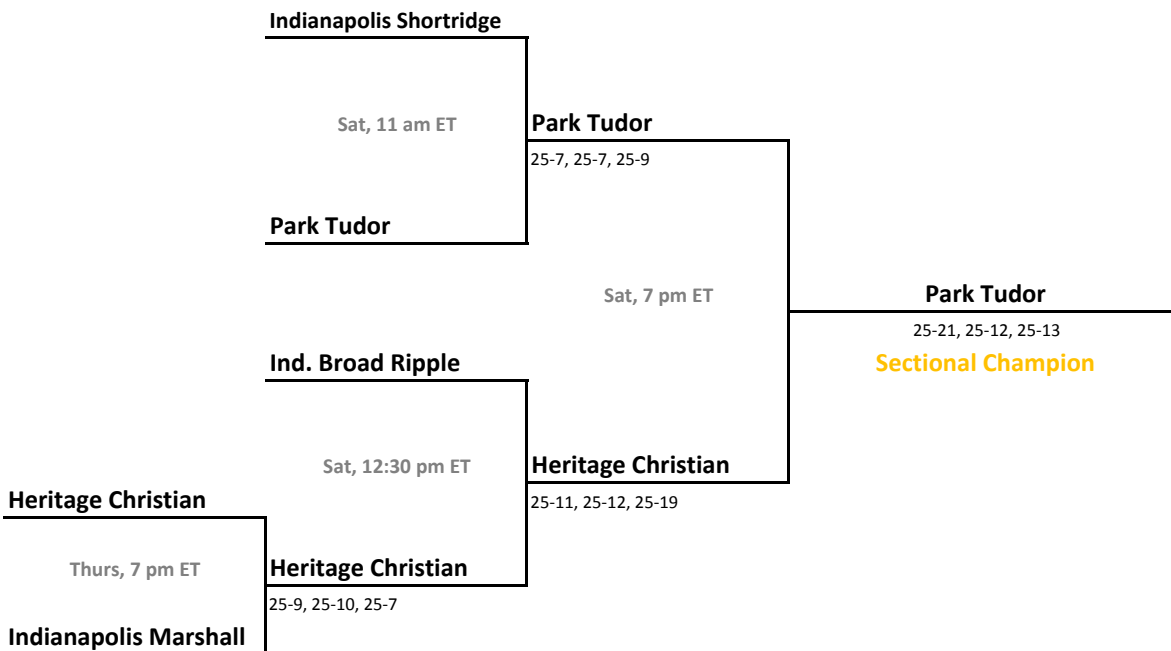 Indianapolis Shortridge
Sat, 11 am ET
Park Tudor
25-7, 25-7, 25-9
Park Tudor
Sat, 7 pm ET
Park Tudor
25-21, 25-12, 25-13
Ind. Broad Ripple
Sectional Champion
Sat, 12:30 pm ET
Heritage Christian
Heritage Christian
25-11, 25-12, 25-19
Thurs, 7 pm ET
Heritage Christian
25-9, 25-10, 25-7
Indianapolis Marshall